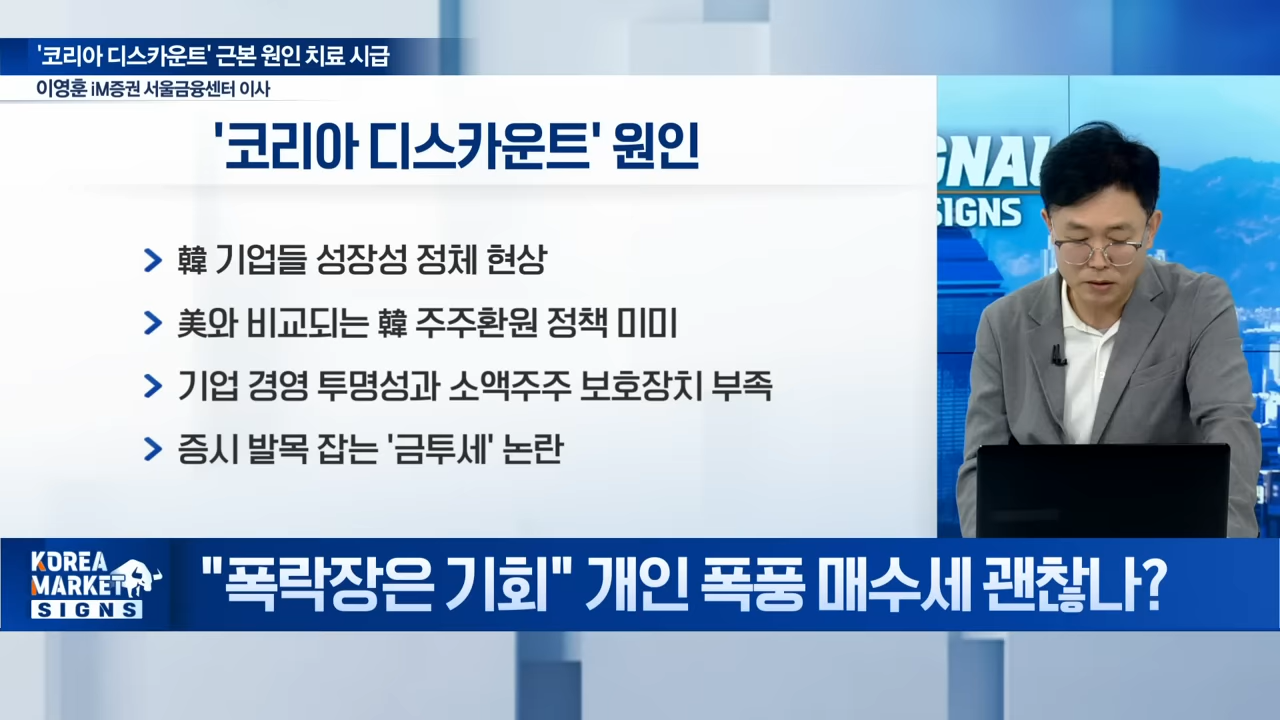 '코리아 디스카운트' 근본 원인 치료 시급
이영훈 iM증권 서울금융센터 이사
'코리아 디스카운트' 원인
韓 기업들 성장성 정체 현상
美와 비교되는 韓 주주환원 정책 미미
기업 경영 투명성과 소액주주 보호장치 부족
증시 발목 잡는 '금투세' 논란
GNAL
SIGNS
KOREA
MARKET
SIGNS
"폭락장은 기회" 개인 폭풍 매수세 괜찮나?